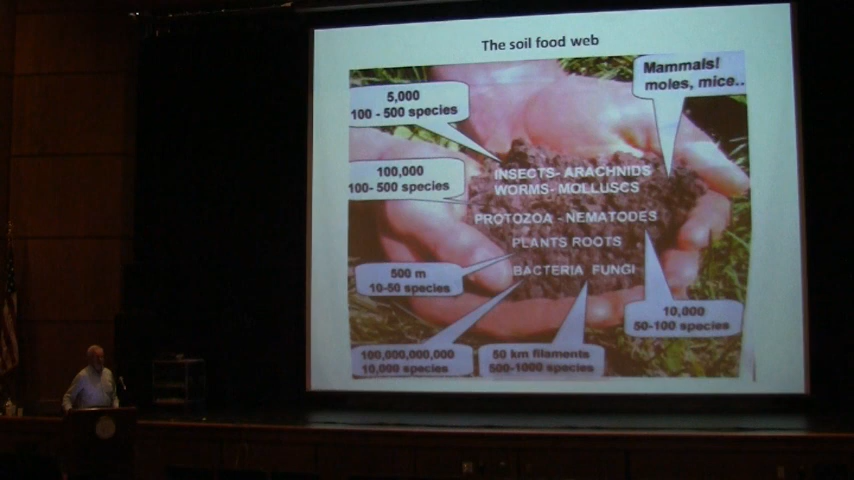 The soil food web
Mammals!
moles, mice..
5,000
100 - 500 species
100,000
100- 500 species
INSECTS- ARACHNIDS
WORMS- MOLLUSCS
PROTOZOA - NEMATODES
PLANTS ROOTS
BACTERIA FUNGI
500 m
10-50 species
10,000
50-100 species
100,000,000,000
10,000 species
50 km filaments
500-1000 species